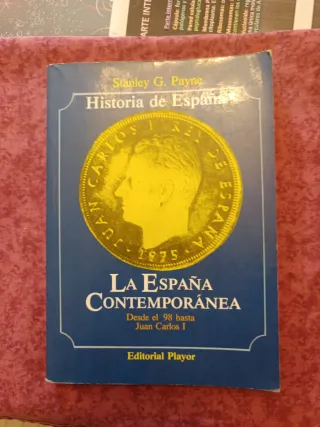 Stanley G. Payne
Historia de España
JUAN CARLOS I REY DE ESPAÑA
1975
LA ESPAÑA
CONTEMPORÁNEA
Desde el 98 hasta
Juan Carlos I
Editorial Playor